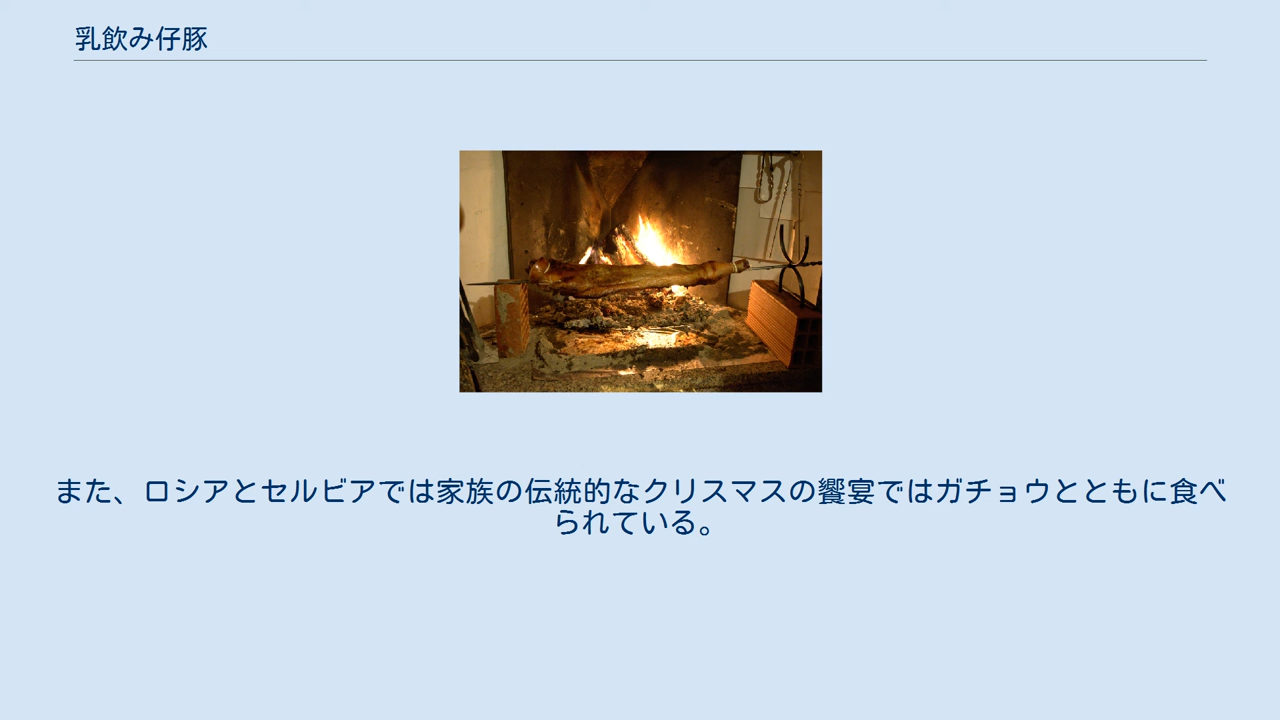 乳飲み仔豚
また、ロシアとセルビアでは家族の伝統的なクリスマスの饗宴ではガチョウとともに食べ
られている。